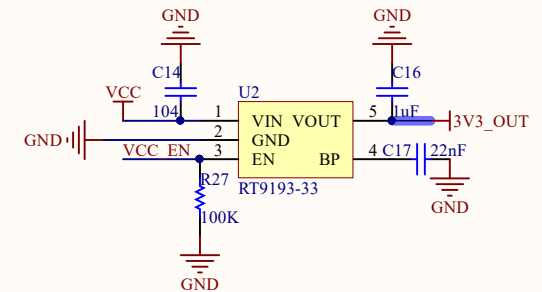 GND
GND
C14
C16
VCC
U2
104
1
VIN
VOUT
5
1uF
3V3_OUT
GND
2
GND
VCC_EN
3
EN
BP
4
C17
22nF
R27
RT9193-33
100K
GND
GND